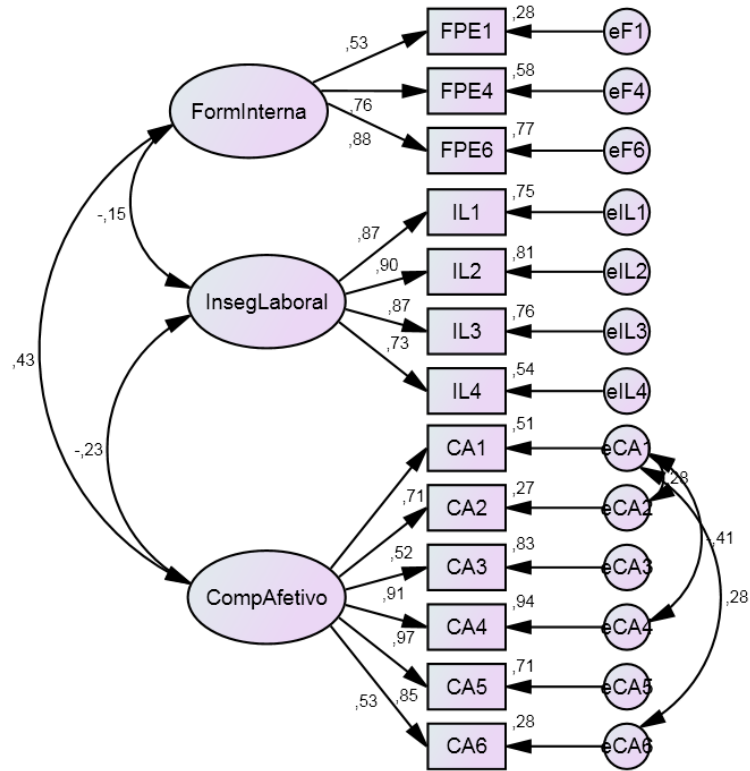 ,28
,53
FPE1
eF1
,58
FPE4
eF4
FormInterna
,76
,88
,77
FPE6
eF6
,75
-,15
IL1
eIL1
,87
,81
,90
IL2
eIL2
InsegLaboral
,87
,76
IL3
eIL3
,73
,43
,54
IL4
eIL4
,51
-,23
CA1
eCA1
,28
,71
,27
CA2
eCA2
-,41
,52
,83
CA3
eCA3
CompAfetivo
,91
,94
CA4
eCA4
,28
,97
,71
CA5
eCA5
,53
,85
,28
CA6
eCA6